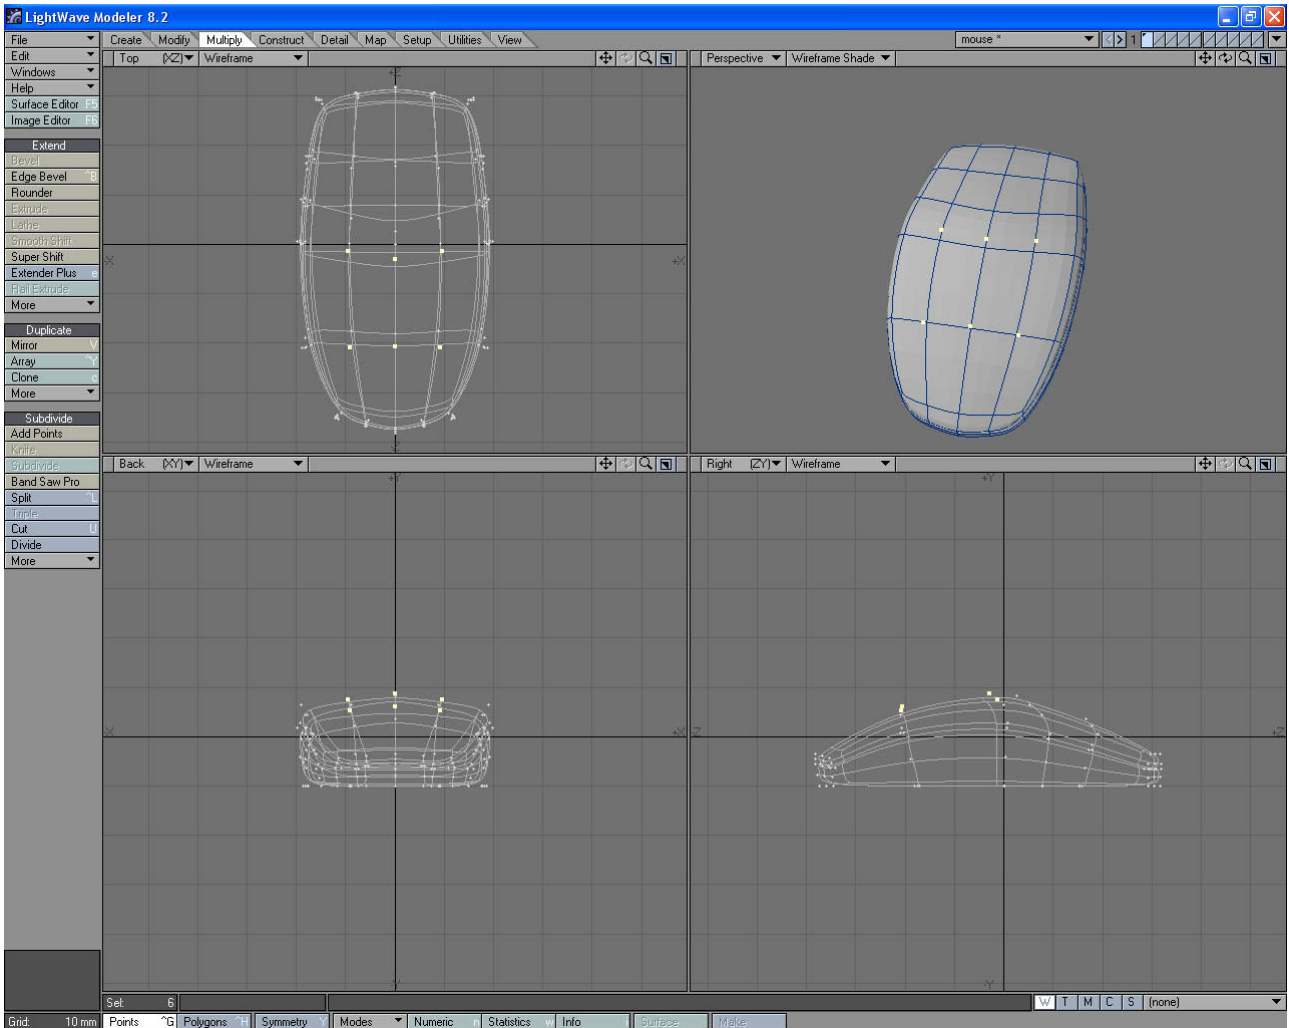 LightWave Modeler 8.2
File
Edit
Windows
Help
Surface Editor F5
Image Editor F6
Create Modify Multiply Construct Detail Map Setup Utilities View
mouse * 1
Top (XZ) Wireframe
Perspective Wireframe Shade
Extend
Bevel
Edge Bevel ^B
Rounder
Extrude
Lathe
Smooth Shift
Super Shift
Extender Plus e
Rail Extrude
More
Duplicate
Mirror V
Array ^Y
Clone c
More
Subdivide
Add Points
Knife
Subdivide
Band Saw Pro
Split ^L
Triple
Cut U
Divide
More
Back (XY) Wireframe
Right (ZY) Wireframe
Sel: 6
W T M C S (none)
Grid: 10 mm
Points ^G Polygons ^H Symmetry Y Modes Numeric n Statistics w Info i Surface Make